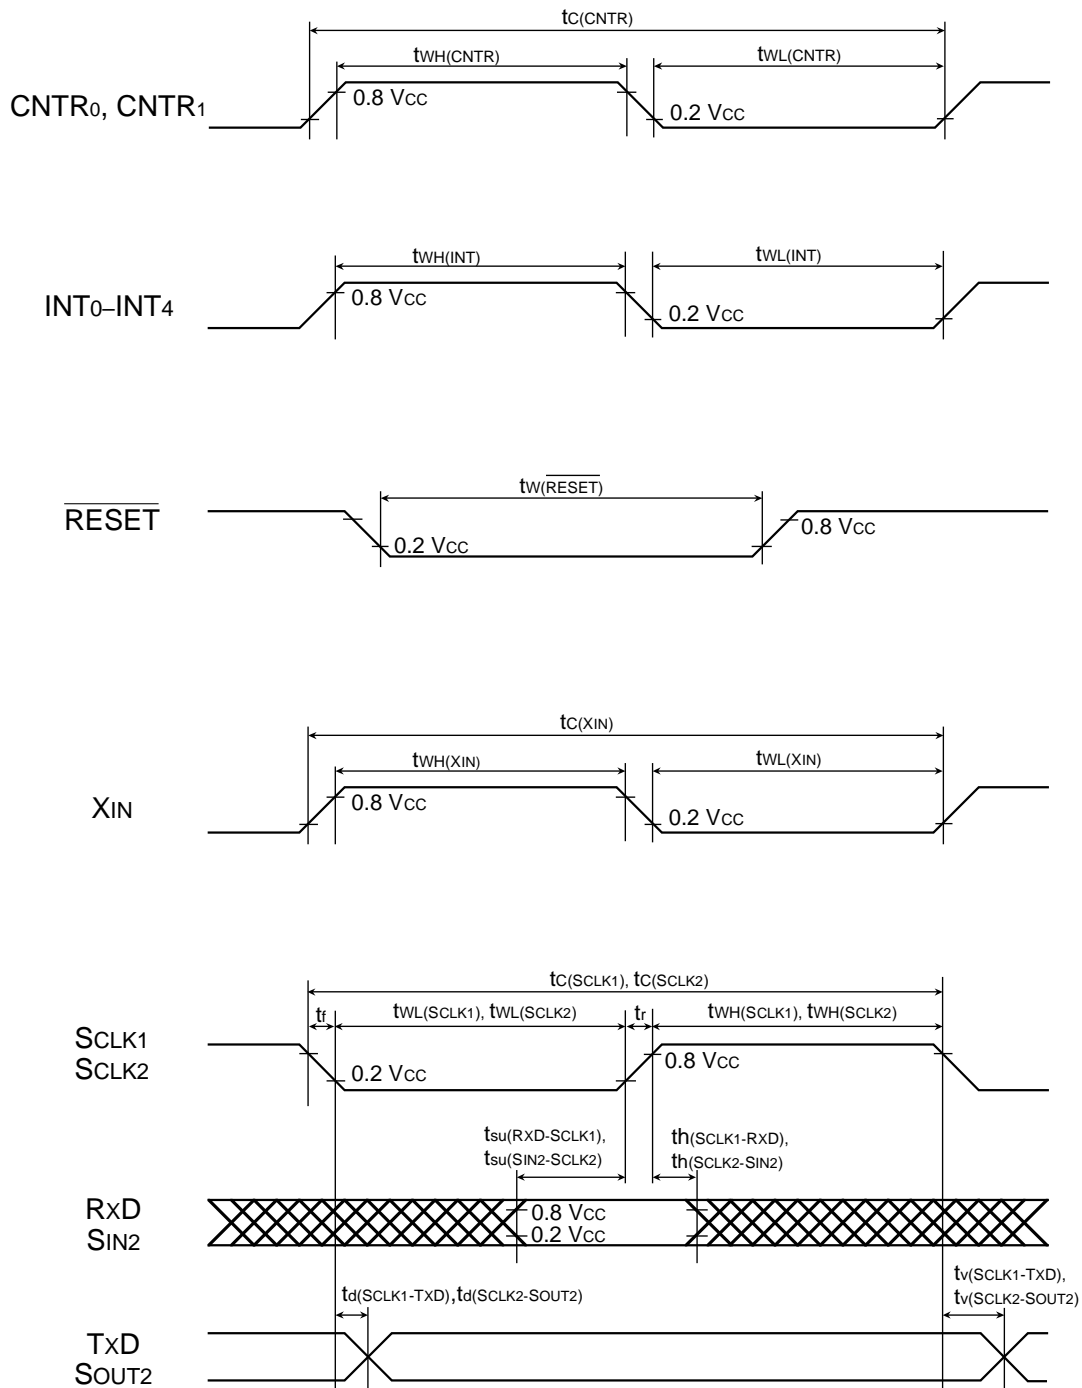 tC(CNTR)
tWH(CNTR) tWL(CNTR)
CNTR0, CNTR1
0.8 VCC
0.2 VCC
tWH(INT) tWL(INT)
INT0–INT4
0.8 VCC
0.2 VCC
tW(RESET)
RESET
0.2 VCC
0.8 VCC
tC(XIN)
tWH(XIN) tWL(XIN)
XIN
0.8 VCC
0.2 VCC
tC(SCLK1), tC(SCLK2)
tf tWL(SCLK1), tWL(SCLK2) tr tWH(SCLK1), tWH(SCLK2)
SCLK1
SCLK2
0.2 VCC
0.8 VCC
tsu(RXD-SCLK1),
tsu(SIN2-SCLK2)
th(SCLK1-RXD),
th(SCLK2-SIN2)
RXD
SIN2
0.8 VCC
0.2 VCC
td(SCLK1-TXD),td(SCLK2-SOUT2)
tv(SCLK1-TXD),
tv(SCLK2-SOUT2)
TXD
SOUT2